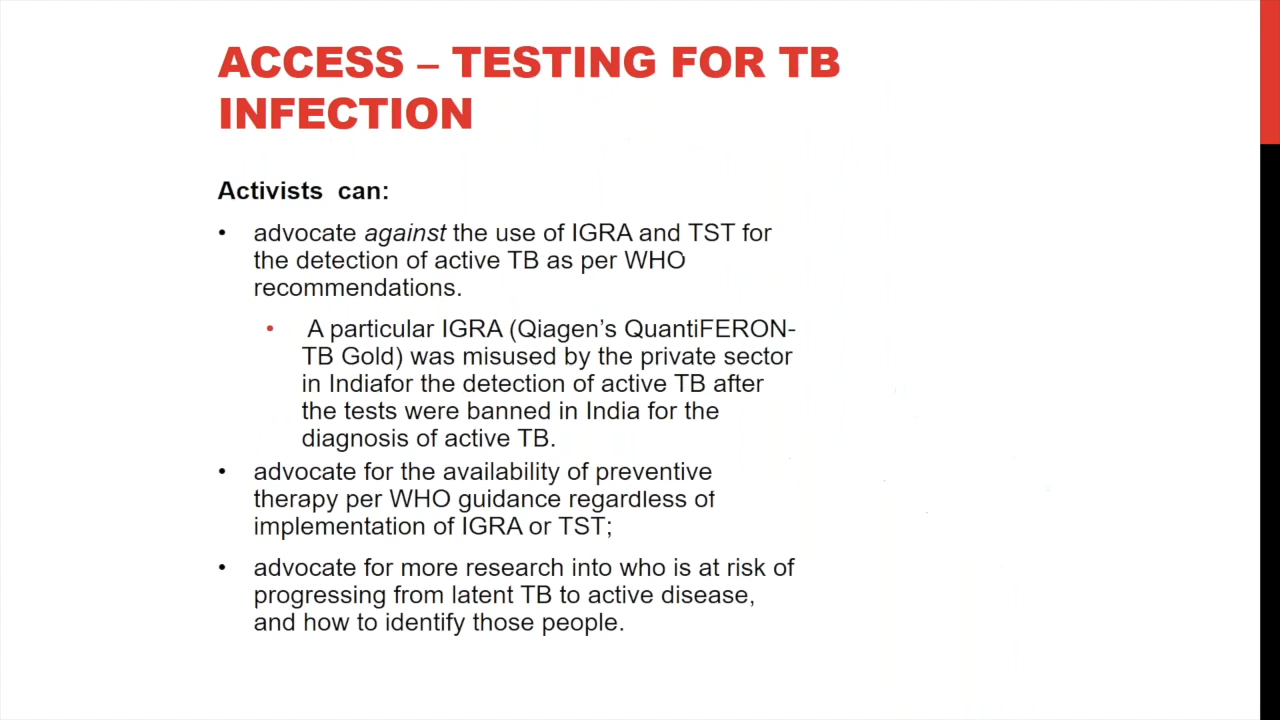 ACCESS – TESTING FOR TB
INFECTION
Activists can:
• advocate against the use of IGRA and TST for
the detection of active TB as per WHO
recommendations.
• A particular IGRA (Qiagen’s QuantiFERON-
TB Gold) was misused by the private sector
in Indiafor the detection of active TB after
the tests were banned in India for the
diagnosis of active TB.
• advocate for the availability of preventive
therapy per WHO guidance regardless of
implementation of IGRA or TST;
• advocate for more research into who is at risk of
progressing from latent TB to active disease,
and how to identify those people.